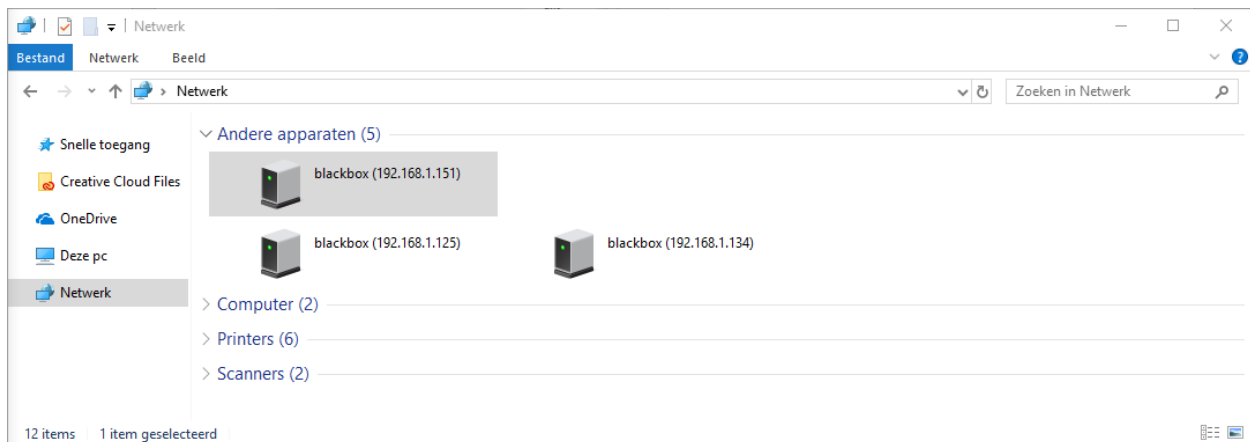 Netwerk
Bestand Netwerk Beeld
Netwerk Zoeken in Netwerk
Snelle toegang
Creative Cloud Files
OneDrive
Deze pc
Netwerk
Andere apparaten (5)
blackbox (192.168.1.151)
blackbox (192.168.1.125) blackbox (192.168.1.134)
Computer (2)
Printers (6)
Scanners (2)
12 items 1 item geselecteerd